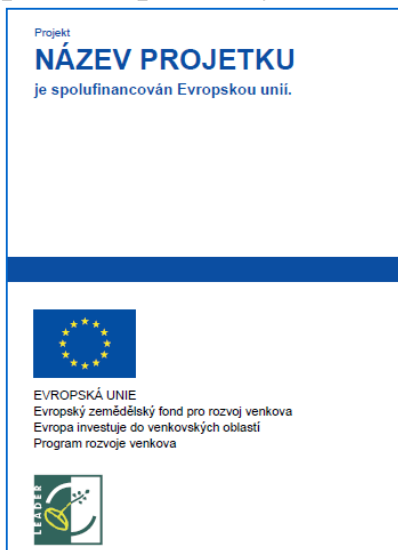 Projekt
NÁZEV PROJETKU
je spolufinancován Evropskou unií.
EVROPSKÁ UNIE
Evropský zemědělský fond pro rozvoj venkova
Evropa investuje do venkovských oblastí
Program rozvoje venkova
LEADER